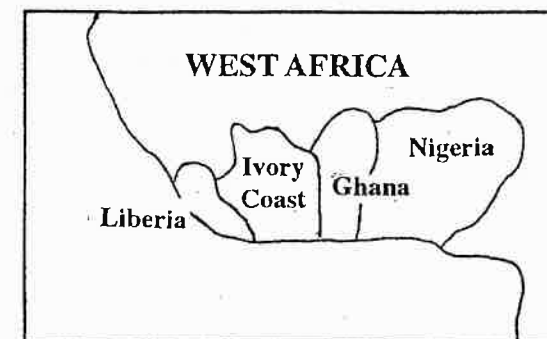 WEST AFRICA
Nigeria
Ivory
Coast
Ghana
Liberia